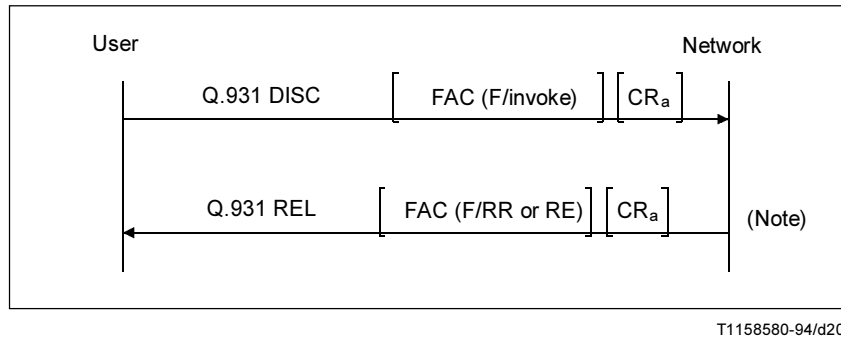 User Network
Q.931 DISC [ FAC (F/invoke) ] [ CRa ]
Q.931 REL [ FAC (F/RR or RE) ] [ CRa ] (Note)
T1158580-94/d20